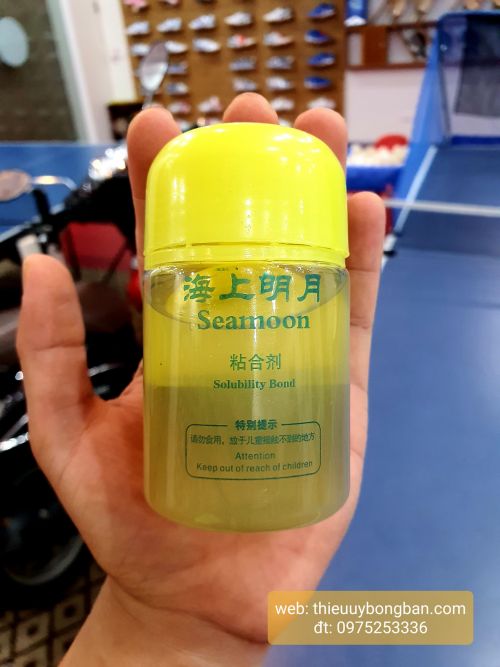 海上明月
Seamoon
粘合剂
Solubility Bond
特别提示
请勿食用，放于儿童接触不到的地方
Attention
Keep out of reach of children
web: thieuuybongban.com
đt: 0975253336